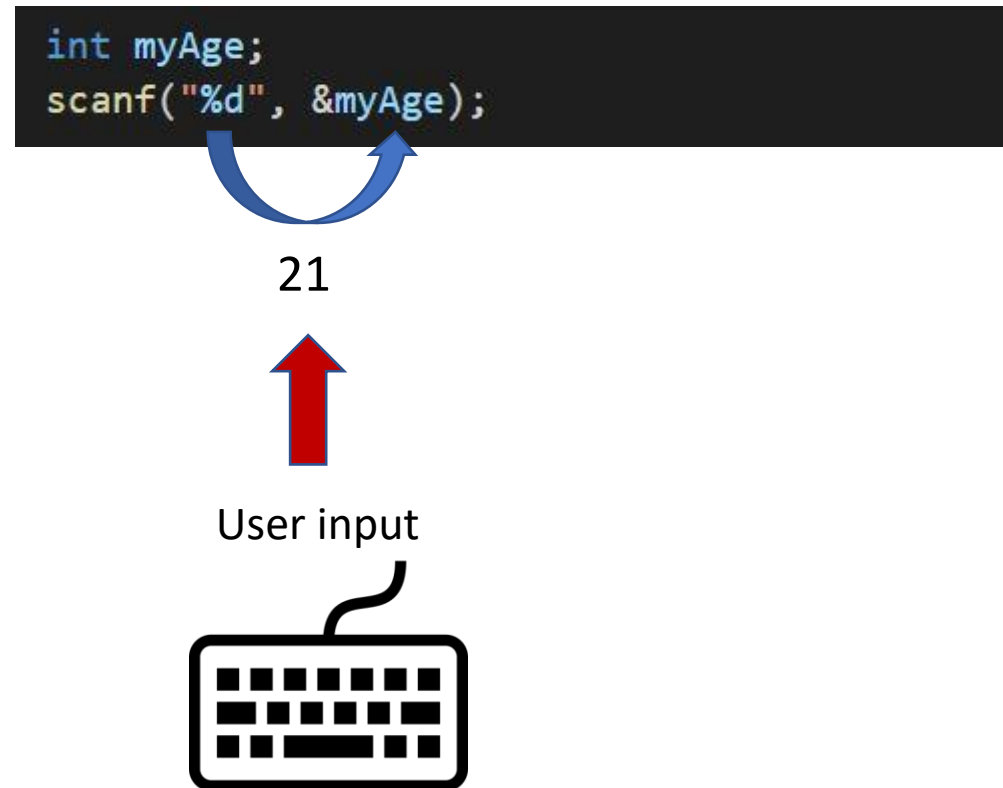 int myAge;
scanf("%d", &myAge);
21
User input